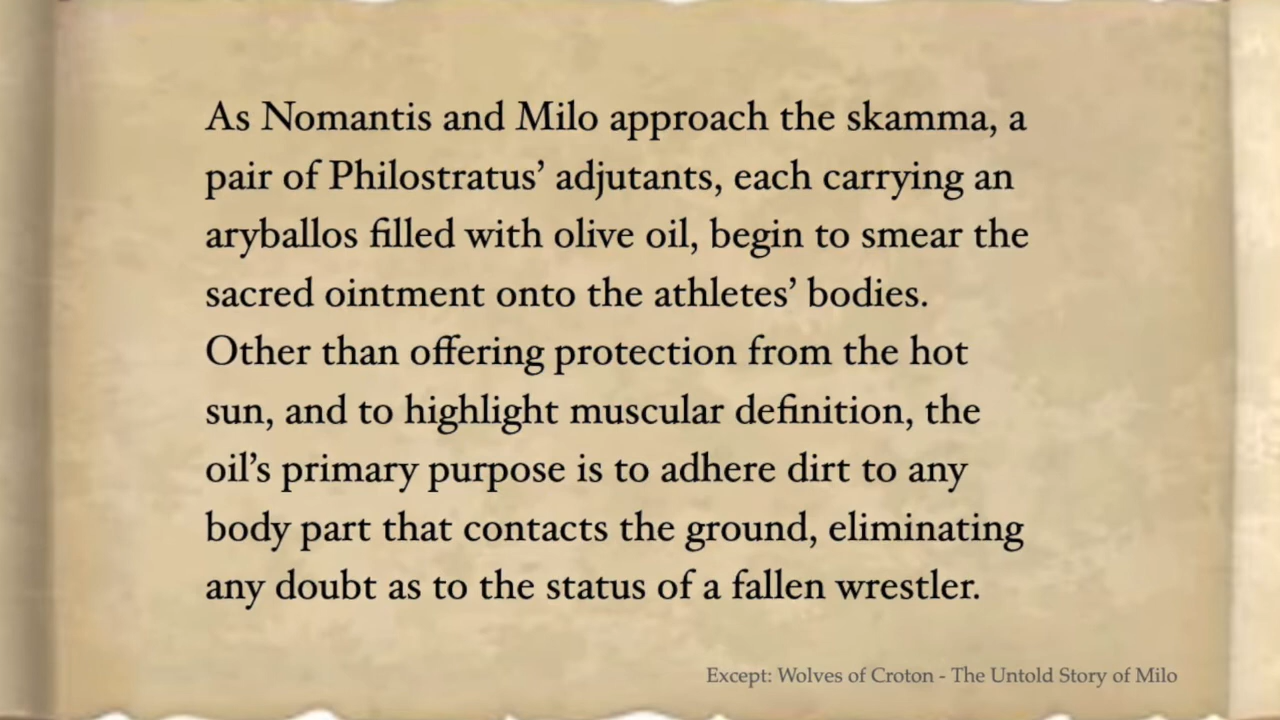 As Nomantis and Milo approach the skamma, a
pair of Philostratus’ adjutants, each carrying an
aryballos filled with olive oil, begin to smear the
sacred ointment onto the athletes’ bodies.
Other than offering protection from the hot
sun, and to highlight muscular definition, the
oil’s primary purpose is to adhere dirt to any
body part that contacts the ground, eliminating
any doubt as to the status of a fallen wrestler.
Except: Wolves of Croton - The Untold Story of Milo